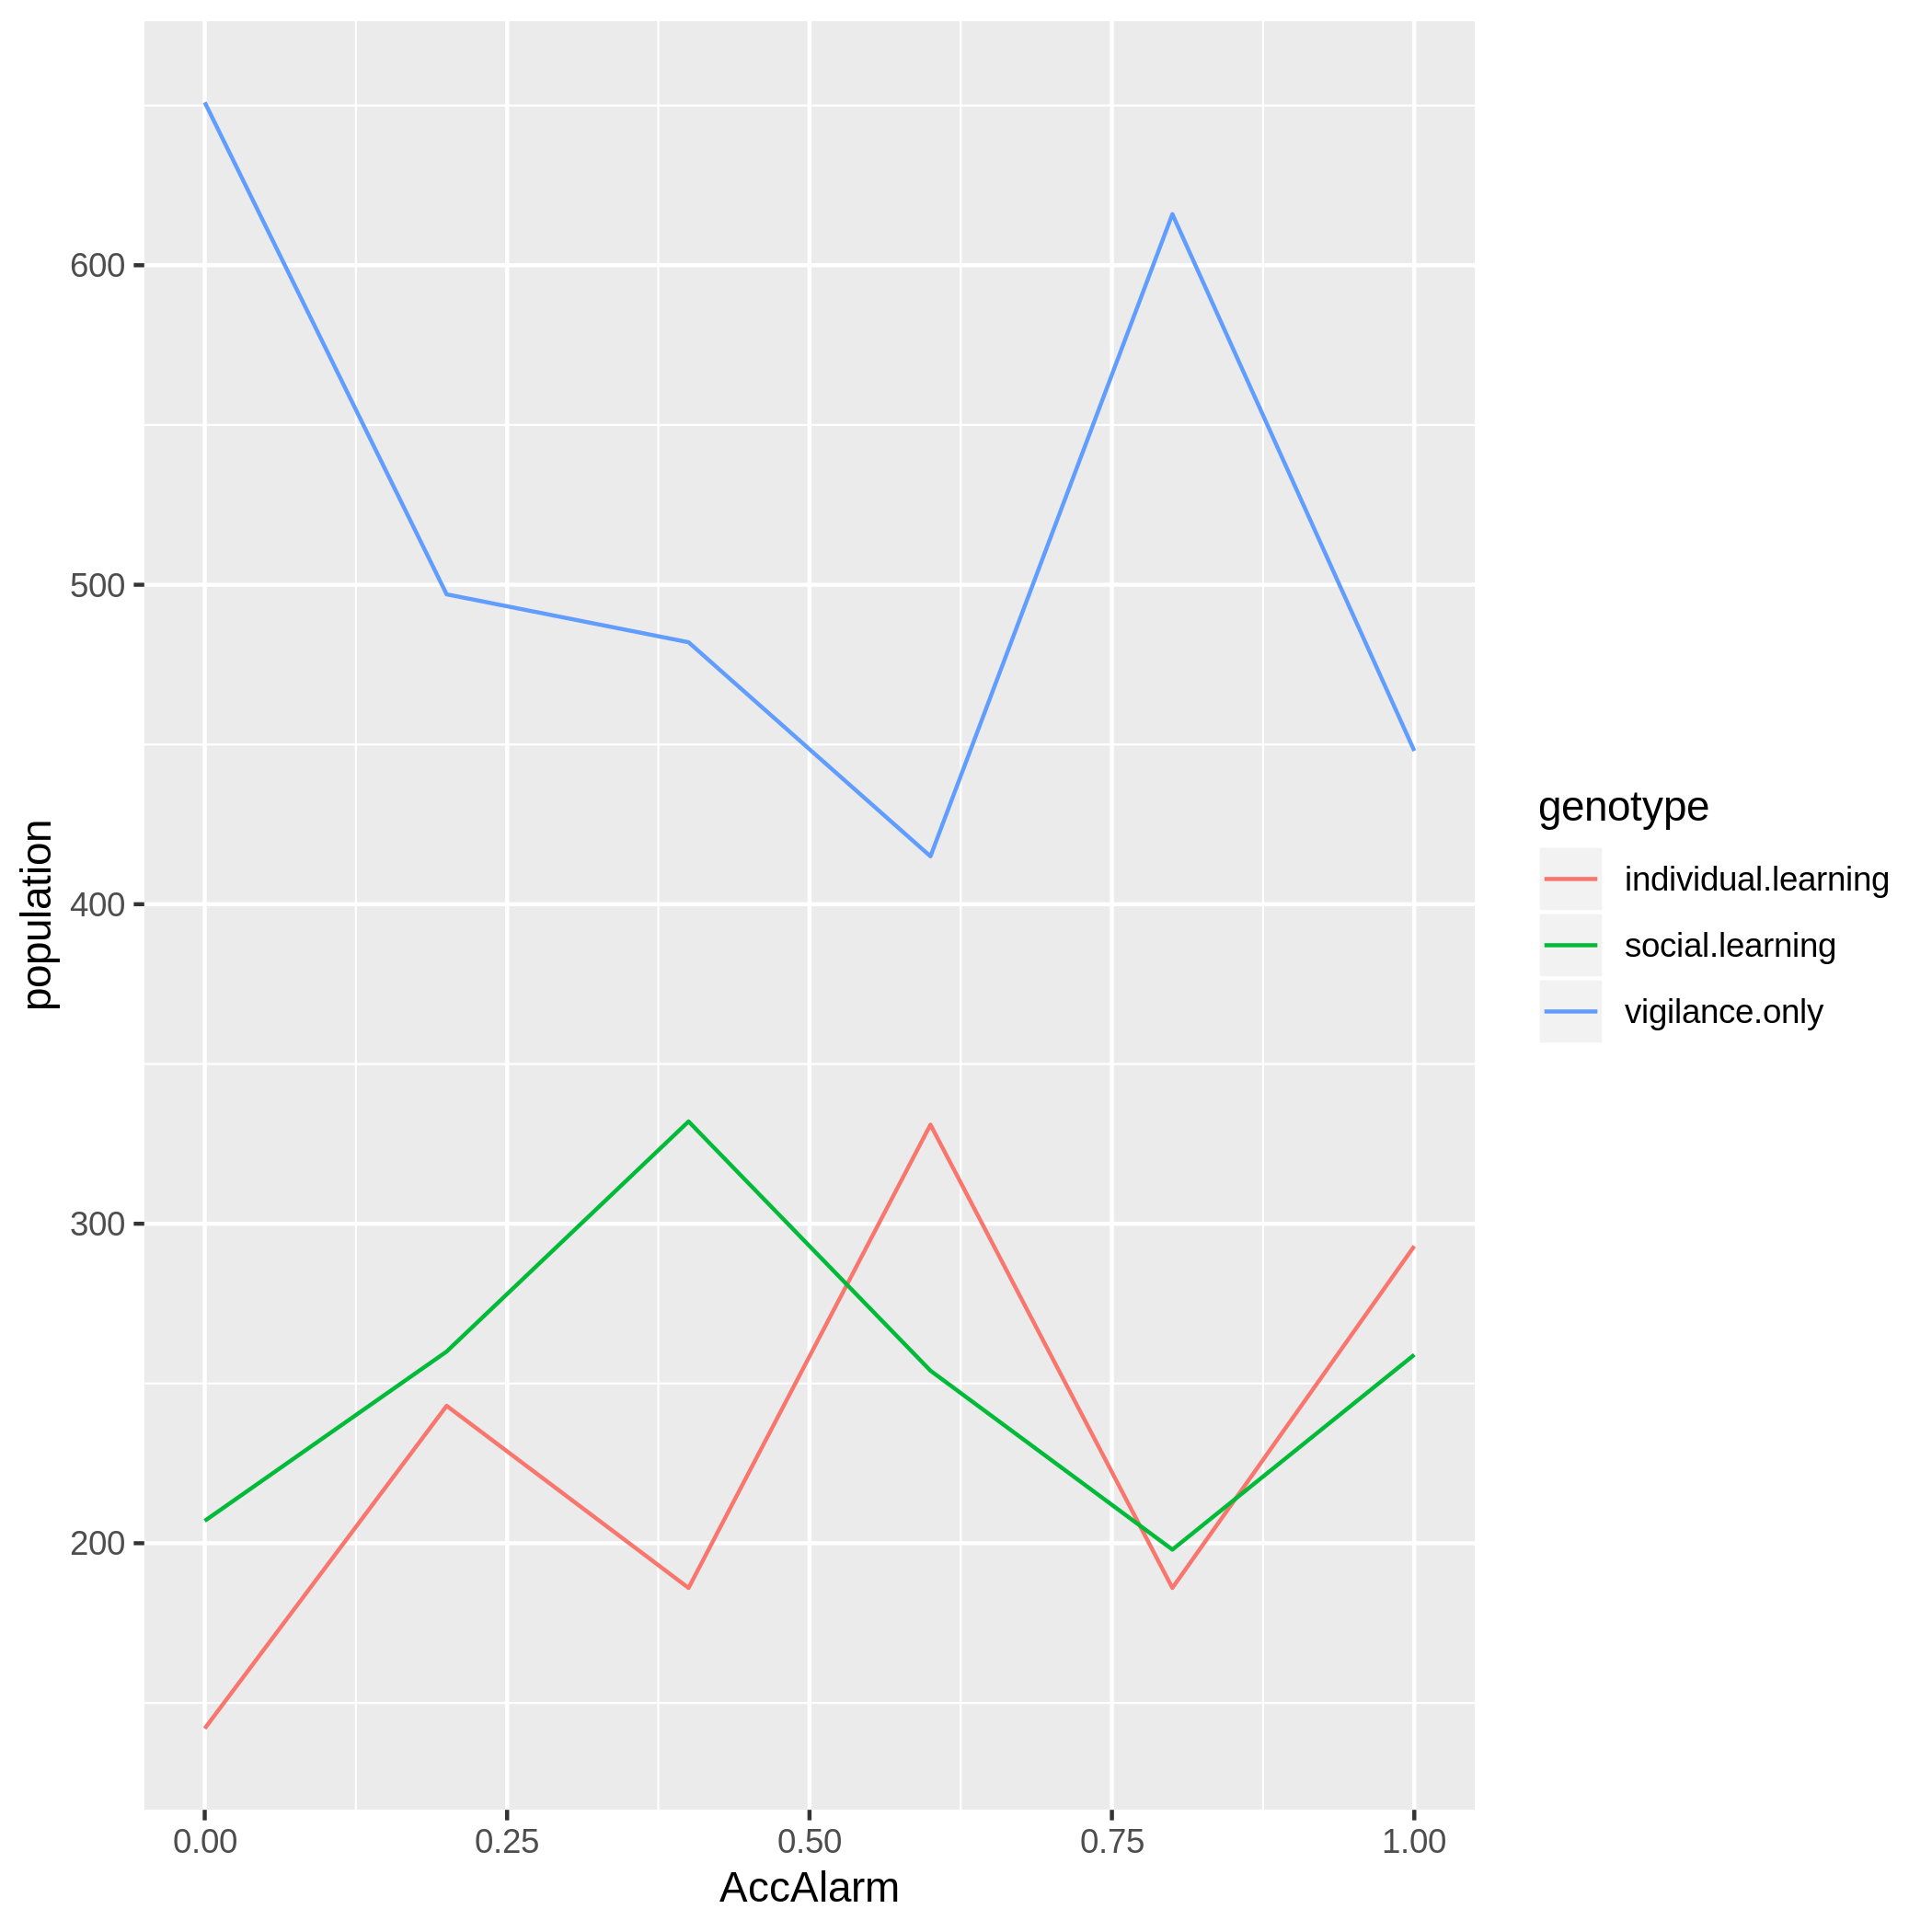 600
500
400
300
200
population
0.00 0.25 0.50 0.75 1.00
AccAlarm
genotype
individual.learning
social.learning
vigilance.only